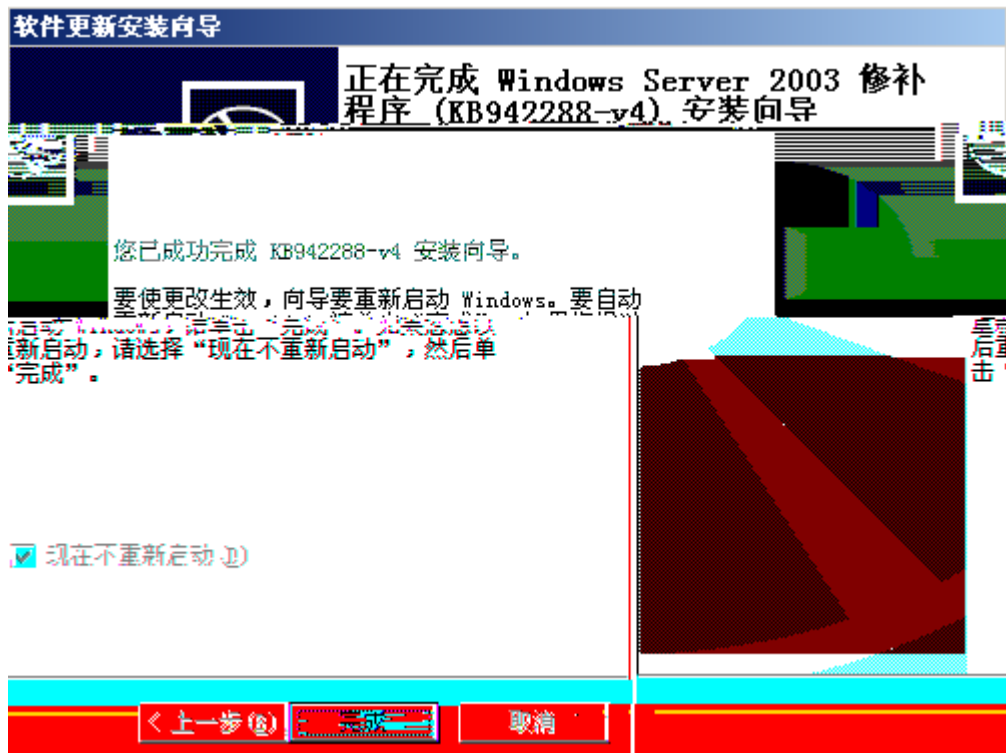 软件更新安装向导
正在完成 Windows Server 2003 修补
程序 (KB942288-v4) 安装向导
您已成功完成 KB942288-v4 安装向导。
要使更改生效，向导要重新启动 Windows。要自动
重新启动，请选择“现在不重新启动”，然后单
“完成”。
后重
击“
现在不重新启动(D)
< 上一步(B)
完成
取消